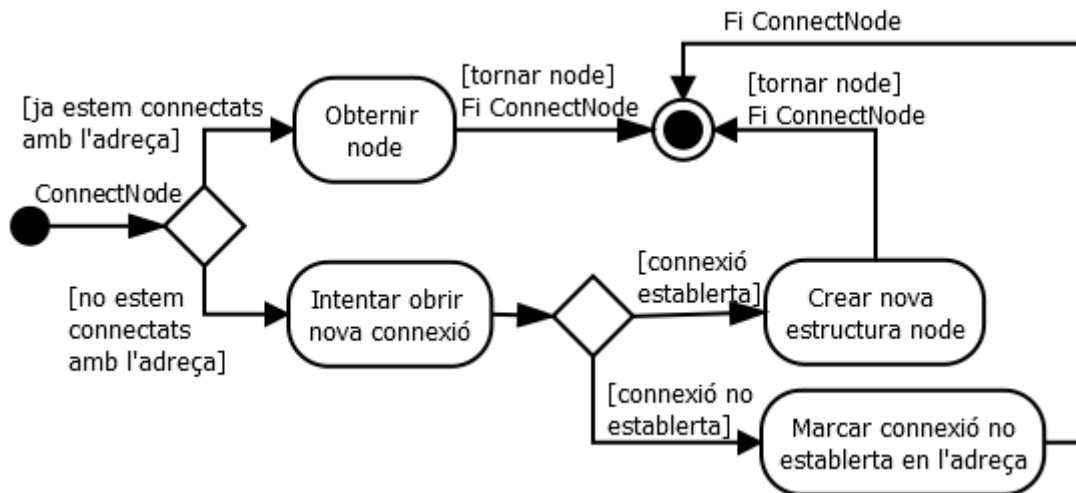 Fi ConnectNode
[ja estem connectats
amb l'adreça]
Obternir
node
[tornar node]
Fi ConnectNode
[tornar node]
Fi ConnectNode
ConnectNode
[no estem
connectats
amb l'adreça]
Intentar obrir
nova connexió
[connexió
establerta]
Crear nova
estructura node
[connexió no
establerta]
Marcar connexió no
establerta en l'adreça